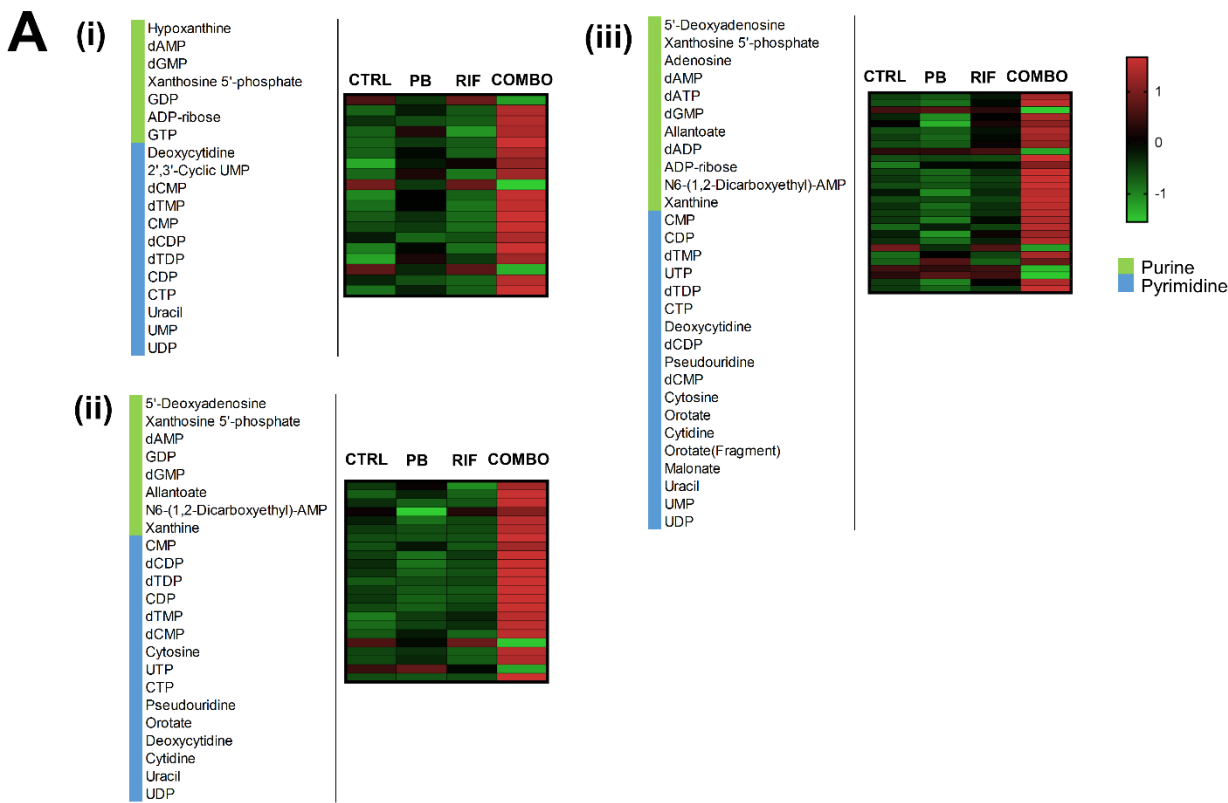 A
(i)
Hypoxanthine
dAMP
dGMP
Xanthosine 5'-phosphate
GDP
ADP-ribose
GTP
Deoxycytidine
2',3'-Cyclic UMP
dCMP
dTMP
CMP
dCDP
dTDP
CDP
CTP
Uracil
UMP
UDP
CTRL PB RIF COMBO
(ii)
5'-Deoxyadenosine
Xanthosine 5'-phosphate
dAMP
GDP
dGMP
Allantoate
N6-(1,2-Dicarboxyethyl)-AMP
Xanthine
CMP
dCDP
dTDP
CDP
dTMP
dCMP
Cytosine
UTP
CTP
Pseudouridine
Orotate
Deoxycytidine
Cytidine
Uracil
UDP
CTRL PB RIF COMBO
(iii)
5'-Deoxyadenosine
Xanthosine 5'-phosphate
Adenosine
dAMP
dATP
dGMP
Allantoate
dADP
ADP-ribose
N6-(1,2-Dicarboxyethyl)-AMP
Xanthine
CMP
CDP
dTMP
UTP
dTDP
CTP
Deoxycytidine
dCDP
Pseudouridine
dCMP
Cytosine
Orotate
Cytidine
Orotate(Fragment)
Malonate
Uracil
UMP
UDP
CTRL PB RIF COMBO
1
0
-1
Purine
Pyrimidine